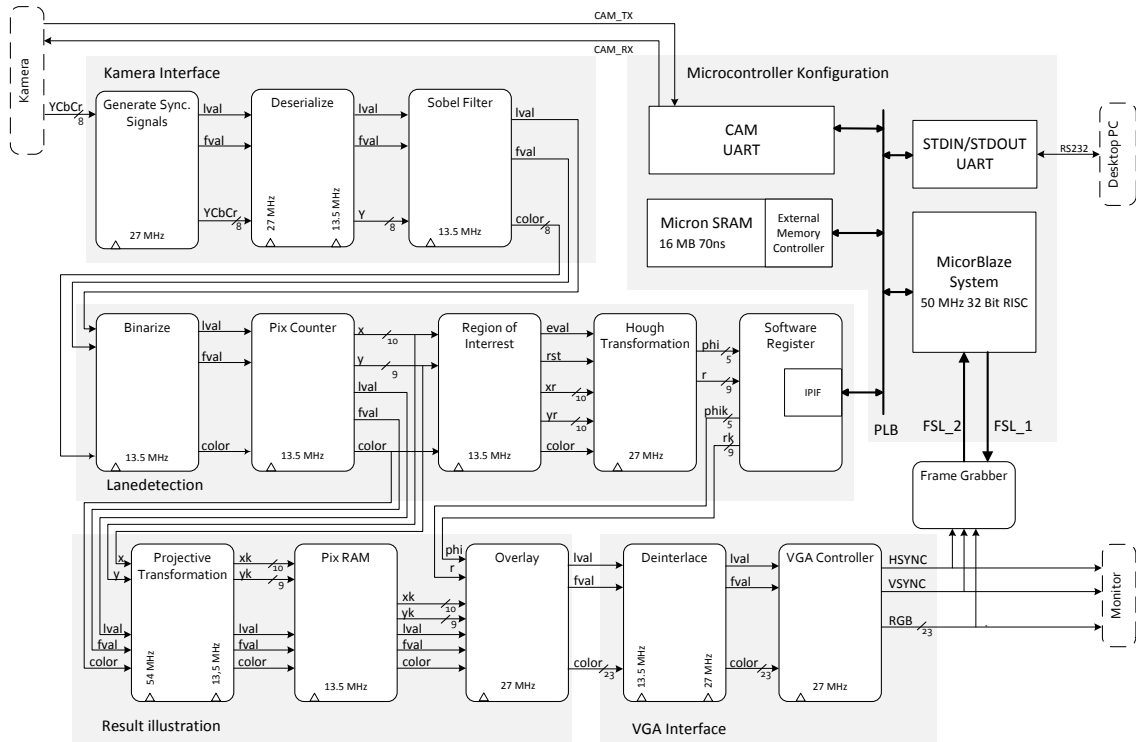 CAM_TX
CAM_RX
Kamera
YCbCr
8
Kamera Interface
Generate Sync.
Signals
27 MHz
lval
fval
YCbCr
8
Deserialize
27 MHz
13.5 MHz
lval
fval
Y
8
Sobel Filter
13.5 MHz
lval
fval
color
8
Microcontroller Konfiguration
CAM
UART
STDIN/STDOUT
UART
RS232
Desktop PC
Micron SRAM
16 MB 70ns
External
Memory
Controller
MicorBlaze
System
50 MHz 32 Bit RISC
PLB
FSL_2
FSL_1
Frame Grabber
Binarize
13.5 MHz
lval
fval
color
Pix Counter
13.5 MHz
x
10
y
9
lval
fval
color
Region of
Interrest
13.5 MHz
eval
rst
xr
10
yr
10
color
Hough
Transformation
27 MHz
phi
5
r
9
phik
5
rk
9
Software
Register
IPIF
Lanedetection
x
y
lval
fval
color
Projective
Transformation
54 MHz
13,5 MHz
xk
10
yk
9
lval
fval
color
Pix RAM
13.5 MHz
xk
10
yk
9
lval
fval
color
phi
r
Overlay
27 MHz
lval
fval
color
23
Result illustration
Deinterlace
13.5 MHz
27 MHz
lval
fval
color
23
VGA Controller
27 MHz
HSYNC
VSYNC
RGB
23
Monitor
VGA Interface